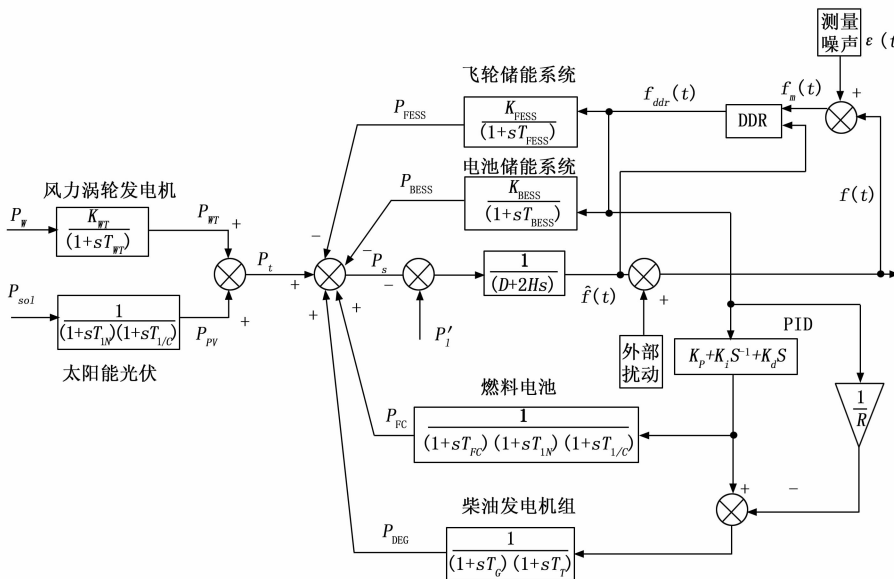 测量
噪声
ε(t
+
f_m(t)
DDR
f_ddr(t)
飞轮储能系统
K_FESS
(1+sT_FESS)
P_FESS
电池储能系统
K_BESS
(1+sT_BESS)
P_BESS
f(t)
风力涡轮发电机
P_W
K_WT
(1+sT_WT)
P_WT
+
P_sol
1
(1+sT_1N)(1+sT_1/C)
P_PV
+
太阳能光伏
P_t
+
−
−
P_s
−
+
+
P_l′
1
(D+2Hs)
f̂(t)
+
外部
扰动
PID
K_P+K_iS⁻¹+K_dS
1
R
燃料电池
P_FC
1
(1+sT_FC)(1+sT_1N)(1+sT_1/C)
+
−
柴油发电机组
P_DEG
1
(1+sT_G)(1+sT_T)